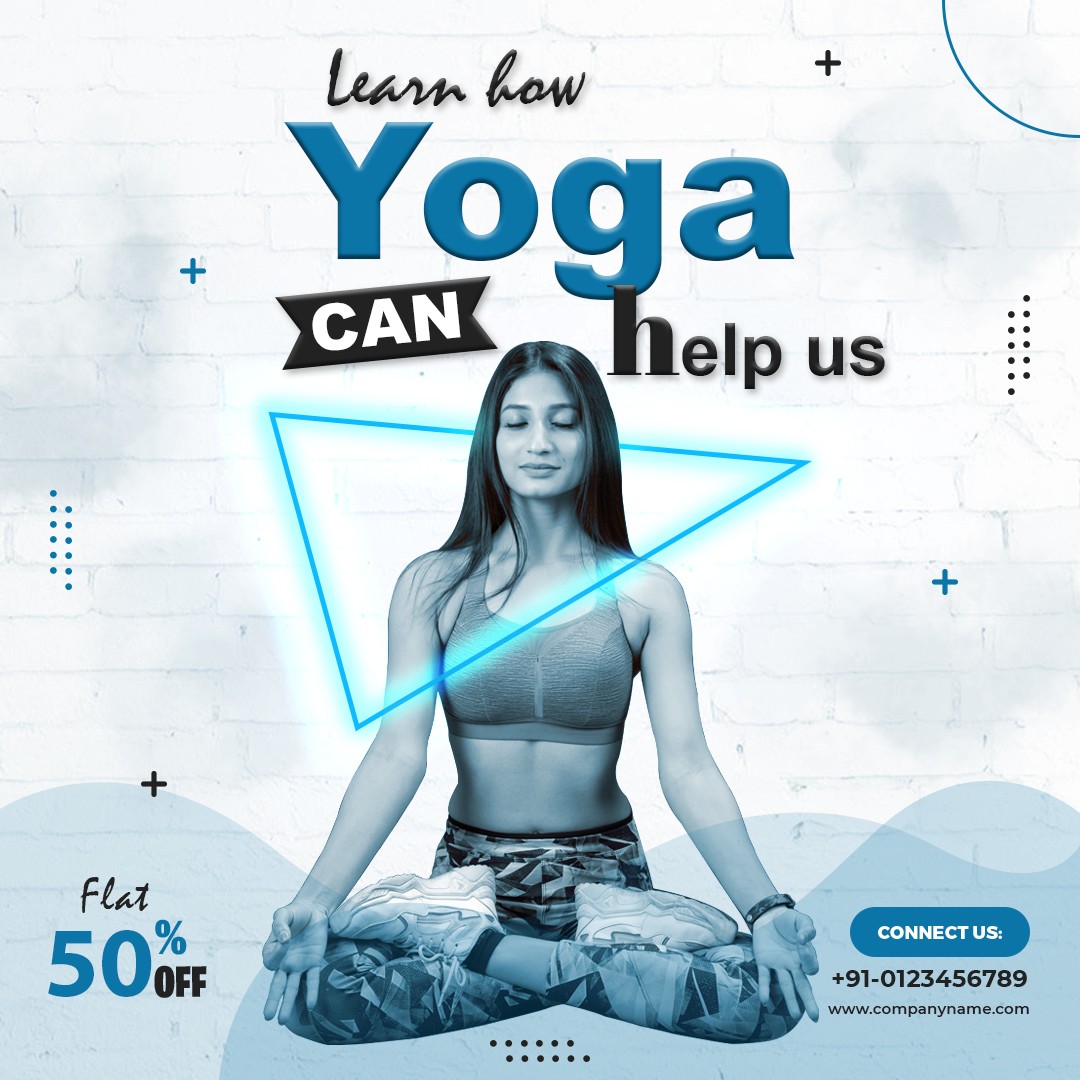 Learn how
Yoga
CAN
help us
Flat
50% OFF
CONNECT US:
+91-0123456789
www.companyname.com